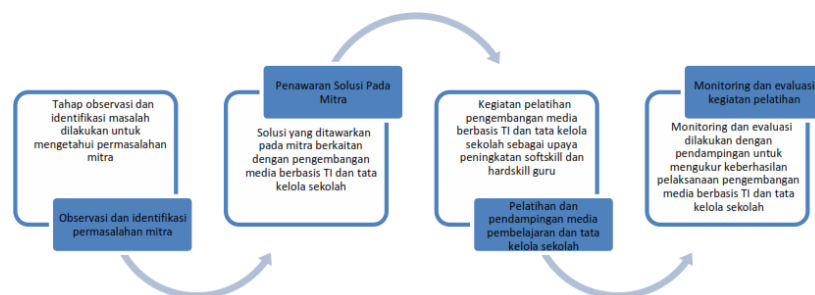 Tahap observasi dan
identifikasi masalah
dilakukan untuk
mengetahui permasalahan
mitra
Observasi dan identifikasi
permasalahan mitra
Penawaran Solusi Pada
Mitra
Solusi yang ditawarkan
pada mitra berkaitan
dengan pengembangan
media berbasis TI dan tata
kelola sekolah
Kegiatan pelatihan
pengembangan media
berbasis TI dan tata kelola
sekolah sebagai upaya
peningkatan softskill dan
hardskill guru
Pelatihan dan
pendampingan media
pembelajaran dan tata
kelola sekolah
Monitoring dan evaluasi
kegiatan pelatihan
Monitoring dan evaluasi
dilakukan dengan
pendampingan untuk
mengukur keberhasilan
pelaksanaan pengembangan
media berbasis TI dan tata
kelola sekolah